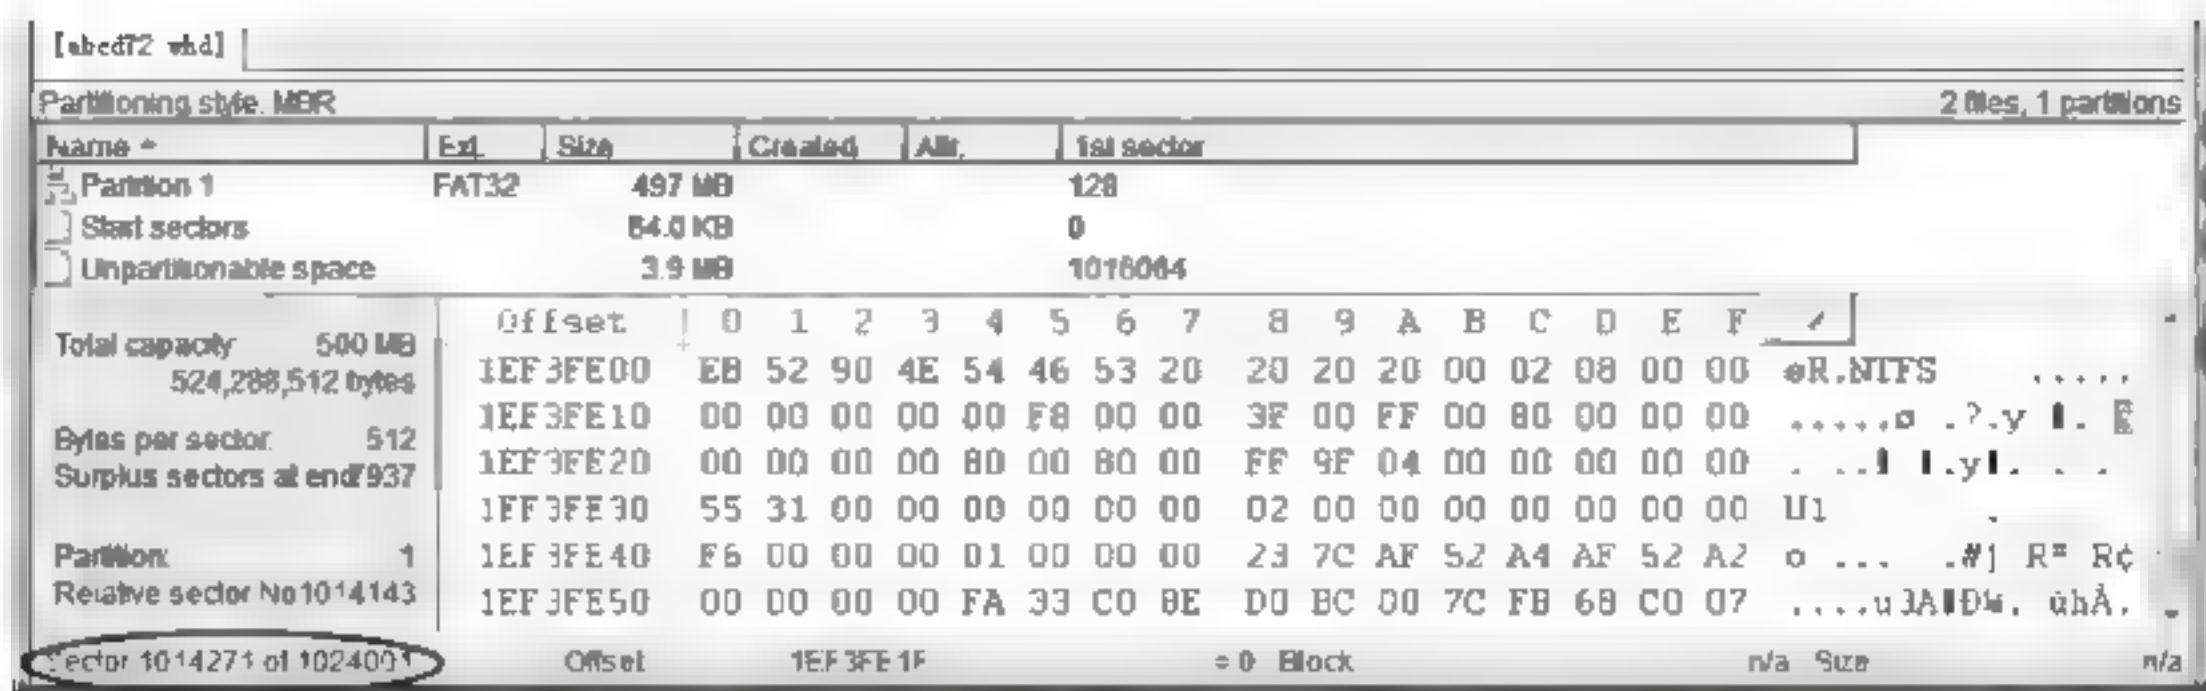 Partitioning style: MBR 2 files, 1 partitions
Name Ext. Size Created Attr. 1st sector
Partition 1 FAT32 497 MB 128
Start sectors 64.0 KB 0
Unpartitionable space 3.9 MB 1016064
Offset 0 1 2 3 4 5 6 7 8 9 A B C D E F
Total capacity: 500 MB
524,288,512 bytes
Bytes per sector: 512
Surplus sectors at end: 7937
Partition: 1
Relative sector No 1014143
1EF3FE00 EB 52 90 4E 54 46 53 20 20 20 20 00 02 08 00 00 eR.NTFS .....
1EF3FE10 00 00 00 00 00 F8 00 00 3F 00 FF 00 80 00 00 00
1EF3FE20 00 00 00 00 80 00 80 00 FF 9F 04 00 00 00 00 00
1EF3FE30 55 31 00 00 00 00 00 00 02 00 00 00 00 00 00 00 U1
1EF3FE40 F6 00 00 00 01 00 00 00 23 7C AF 52 A4 AF 52 A2
1EF3FE50 00 00 00 00 FA 33 C0 8E D0 BC 00 7C FB 68 C0 07
Sector 1014271 of 1024001 Offset 1EF3FE1F = 0 Block n/a Size n/a